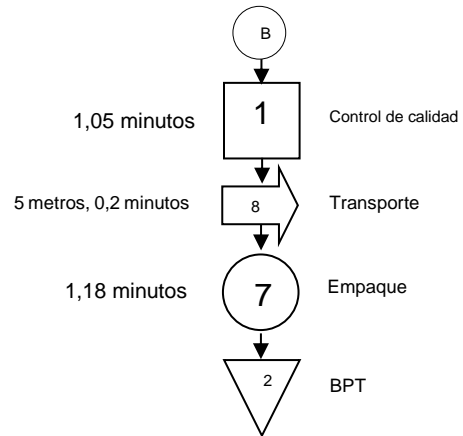 B
1,05 minutos 1 Control de calidad
5 metros, 0,2 minutos 8 Transporte
1,18 minutos 7 Empaque
2 BPT